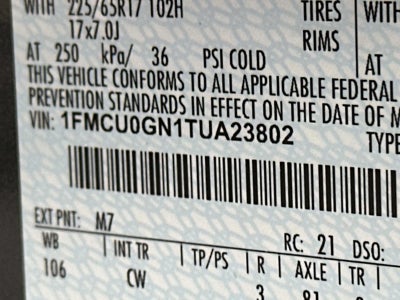 WITH 225/65R17 102H TIRES WITH
17x7.0J RIMS
AT 250 kPa/ 36 PSI COLD AT
THIS VEHICLE CONFORMS TO ALL APPLICABLE FEDERAL
PREVENTION STANDARDS IN EFFECT ON THE DATE OF M
VIN: 1FMCU0GN1TUA23802
TYPE
EXT PNT: M7 RC: 21 DSO:
WB INT TR TP/PS R AXLE TR
106 CW 3 81